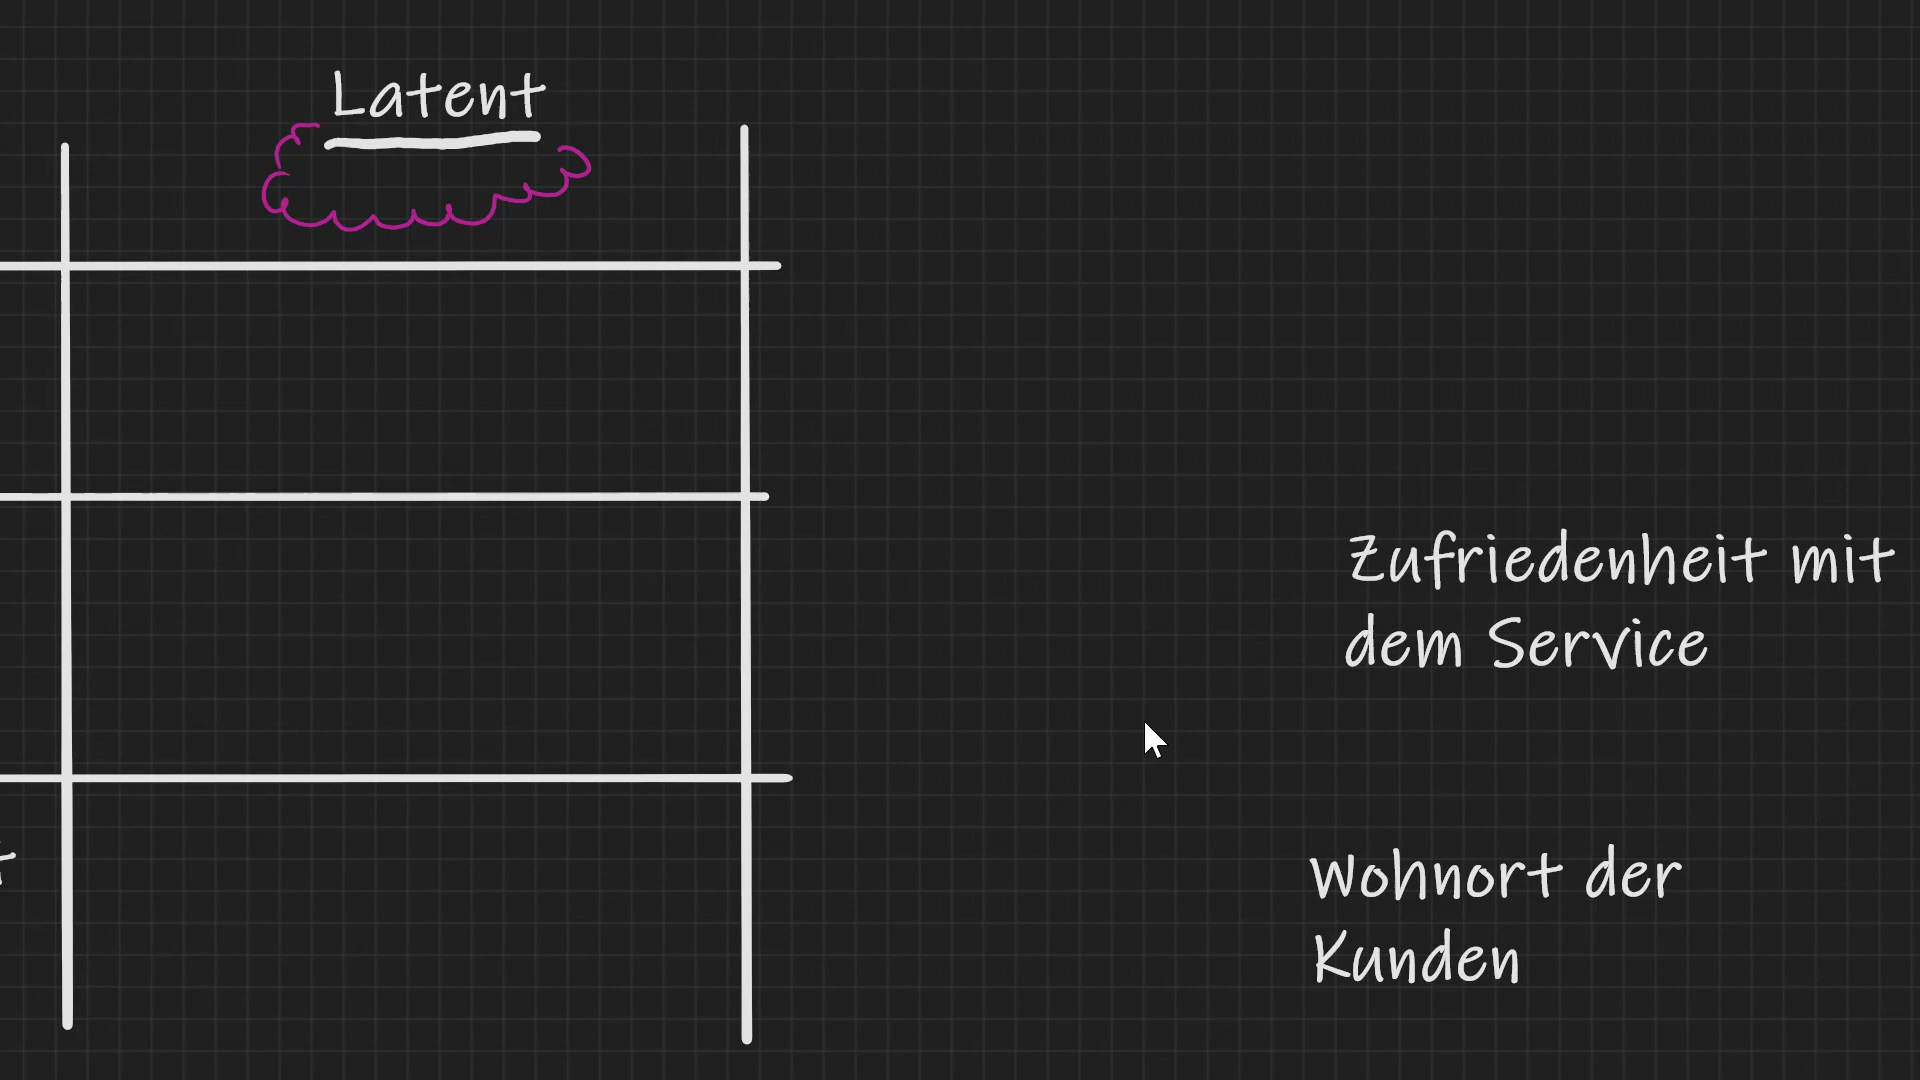 Latent
Zufriedenheit mit
dem Service
Wohnort der
Kunden